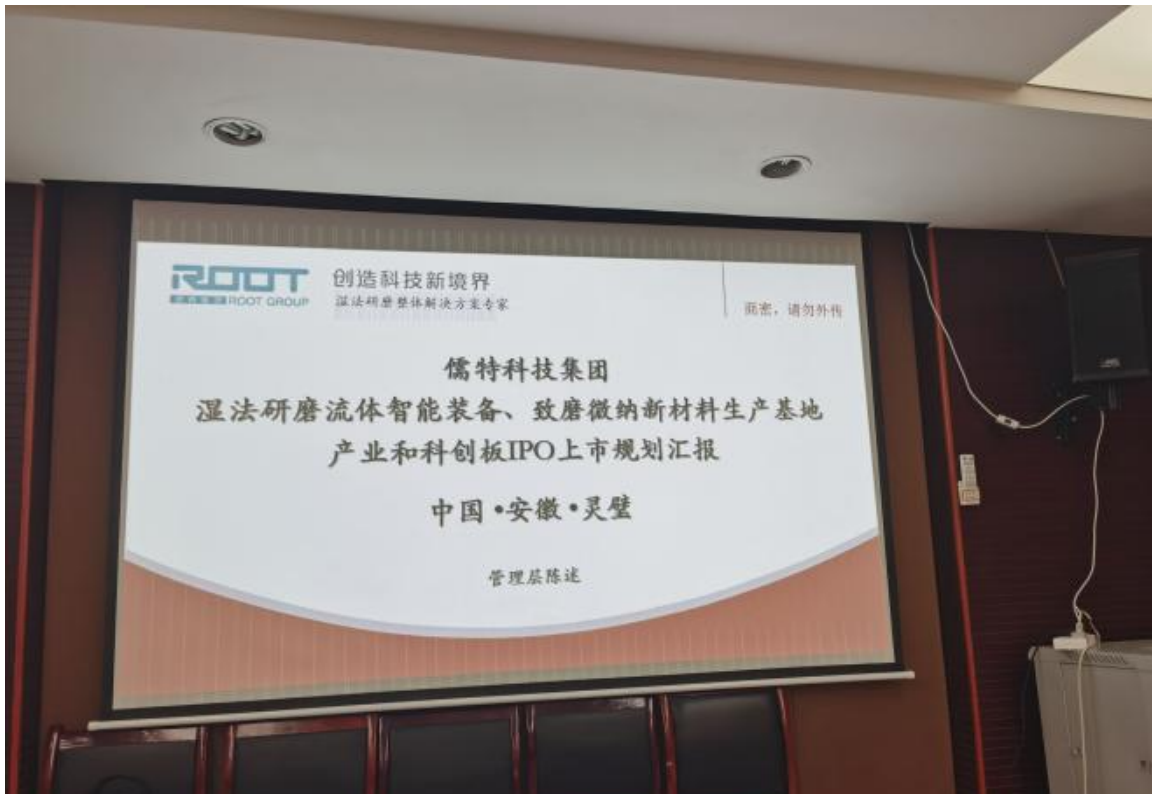 ROOT
ROOT GROUP
创造科技新境界
湿法研磨整体解决方案专家
商密，请勿外传
儒特科技集团
湿法研磨流体智能装备、致磨微纳新材料生产基地
产业和科创板IPO上市规划汇报
中国•安徽•灵璧
管理层陈述